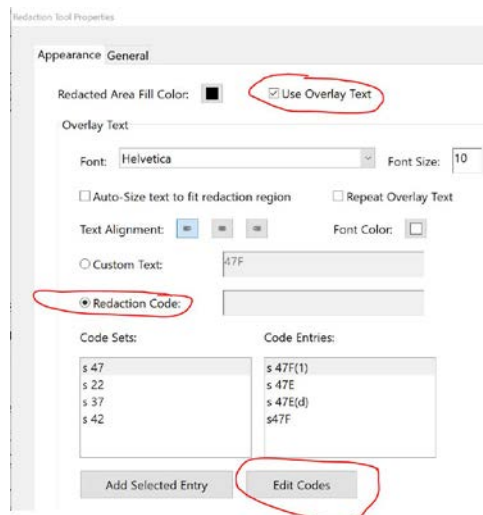 Redaction Tool Properties
Appearance General
Redacted Area Fill Color: Use Overlay Text
Overlay Text
Font: Helvetica Font Size: 10
Auto-Size text to fit redaction region Repeat Overlay Text
Text Alignment: Font Color:
Custom Text: 47F
Redaction Code:
Code Sets: Code Entries:
s 47 s 47F(1)
s 22 s 47E
s 37 s 47E(d)
s 42 s47F
Add Selected Entry Edit Codes